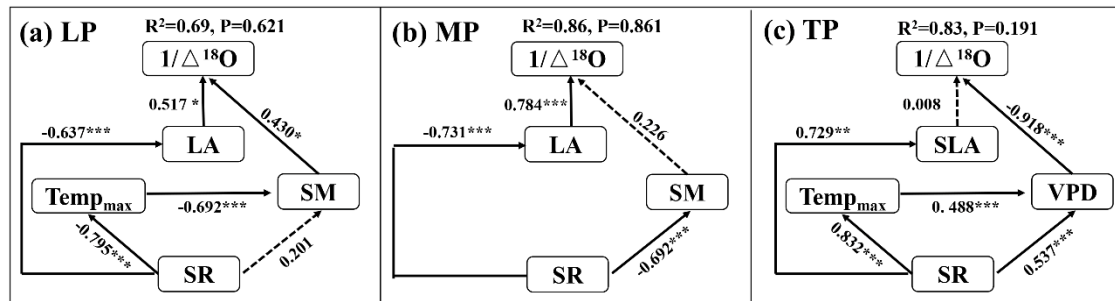 (a) LP
R²=0.69, P=0.621
1/△¹⁸O
0.517 *
0.430*
-0.637***
LA
Tempmax
-0.692***
SM
-0.795***
0.201
SR
(b) MP
R²=0.86, P=0.861
1/△¹⁸O
0.784***
0.226
-0.731***
LA
SM
-0.692***
SR
(c) TP
R²=0.83, P=0.191
1/△¹⁸O
0.008
-0.918***
0.729**
SLA
Tempmax
0. 488***
VPD
0.832***
0.537***
SR